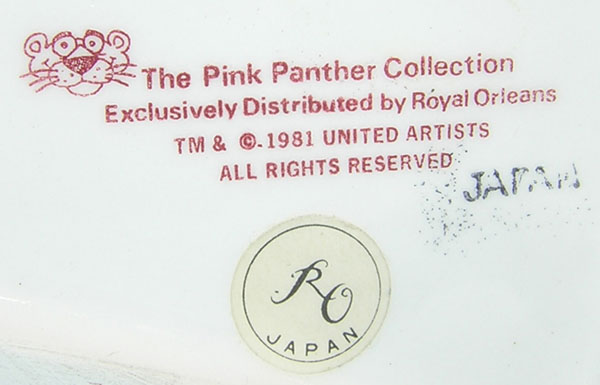 The Pink Panther Collection
Exclusively Distributed by Royal Orleans
TM & ©.1981 UNITED ARTISTS
ALL RIGHTS RESERVED
JAPAN
RO
JAPAN